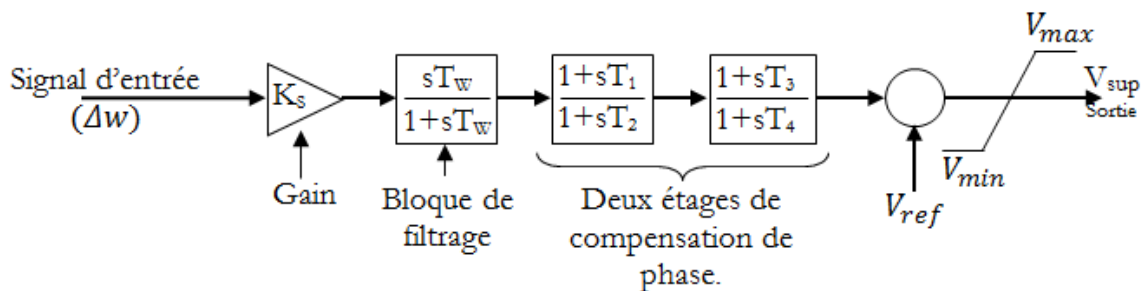 Signal d'entrée
(Δw)
K_s
sT_W
1+sT_W
1+sT_1
1+sT_2
1+sT_3
1+sT_4
V_max
V_sup
Sortie
V_min
V_ref
Gain
Bloque de
filtrage
Deux étages de
compensation de
phase.